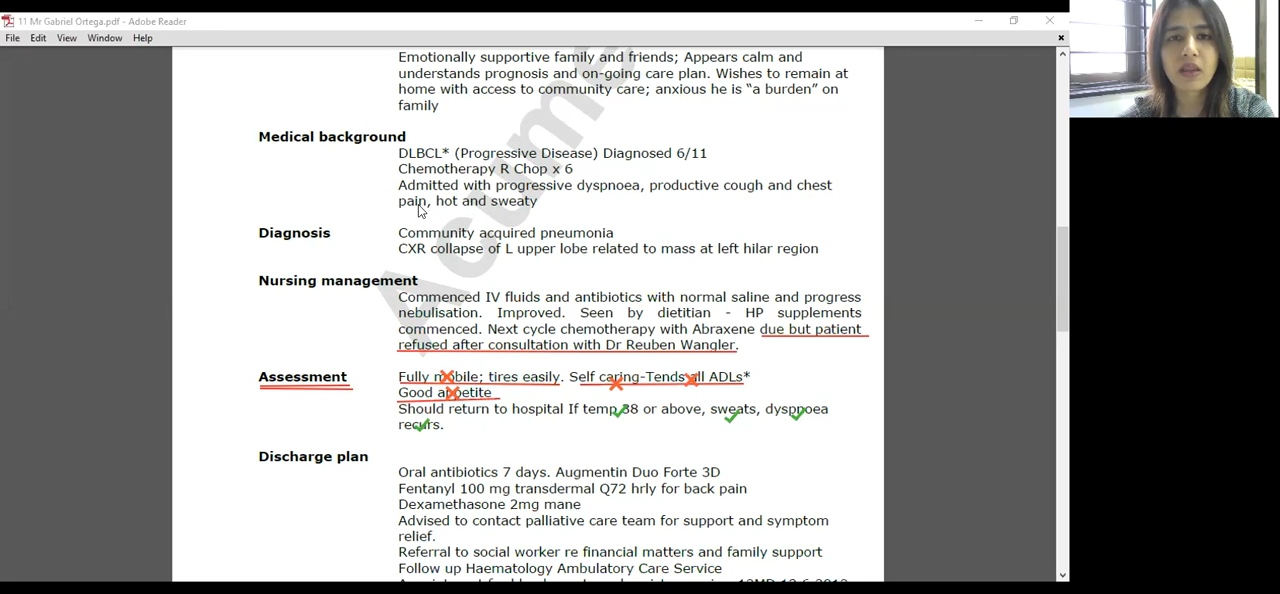 11 Mr Gabriel Ortega.pdf - Adobe Reader
File Edit View Window Help
Emotionally supportive family and friends; Appears calm and
understands prognosis and on-going care plan. Wishes to remain at
home with access to community care; anxious he is “a burden” on
family
Medical background
DLBCL* (Progressive Disease) Diagnosed 6/11
Chemotherapy R Chop x 6
Admitted with progressive dyspnoea, productive cough and chest
pain, hot and sweaty
Diagnosis Community acquired pneumonia
CXR collapse of L upper lobe related to mass at left hilar region
Nursing management
Commenced IV fluids and antibiotics with normal saline and progress
nebulisation. Improved. Seen by dietitian - HP supplements
commenced. Next cycle chemotherapy with Abraxene due but patient
refused after consultation with Dr Reuben Wangler.
Assessment Fully mobile; tires easily. Self caring-Tends all ADLs*
Good appetite
Should return to hospital If temp 38 or above, sweats, dyspnoea
recurs.
Discharge plan
Oral antibiotics 7 days. Augmentin Duo Forte 3D
Fentanyl 100 mg transdermal Q72 hrly for back pain
Dexamethasone 2mg mane
Advised to contact palliative care team for support and symptom
relief.
Referral to social worker re financial matters and family support
Follow up Haematology Ambulatory Care Service